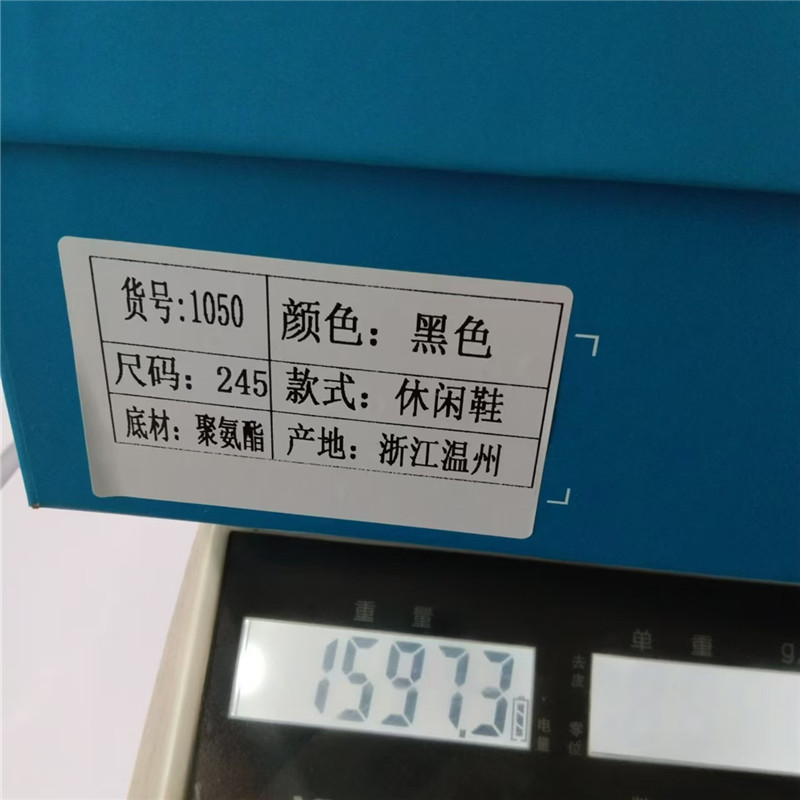 货号:1050 颜色：黑色
尺码：245 款式：休闲鞋
底材：聚氨酯 产地：浙江温州
重量 单重 g
1597.3 去皮
电量 零位